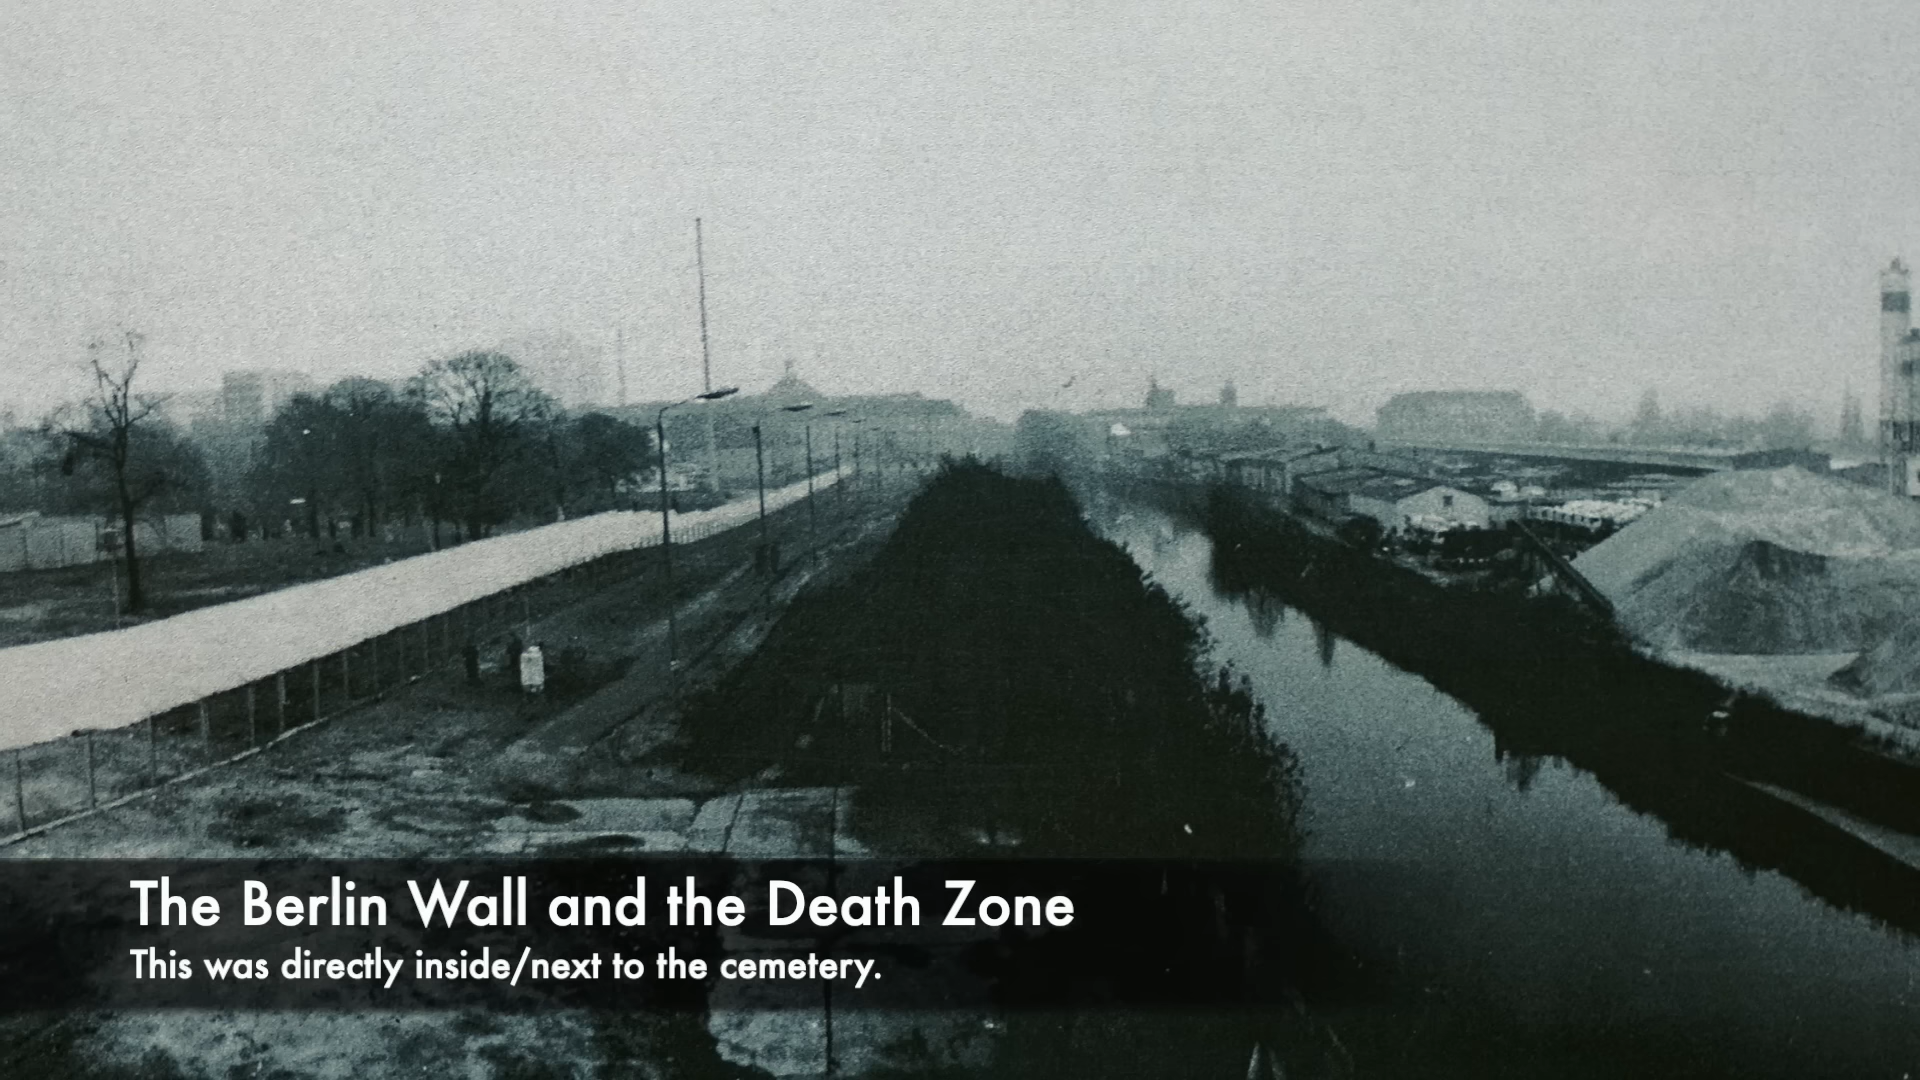 The Berlin Wall and the Death Zone
This was directly inside/next to the cemetery.